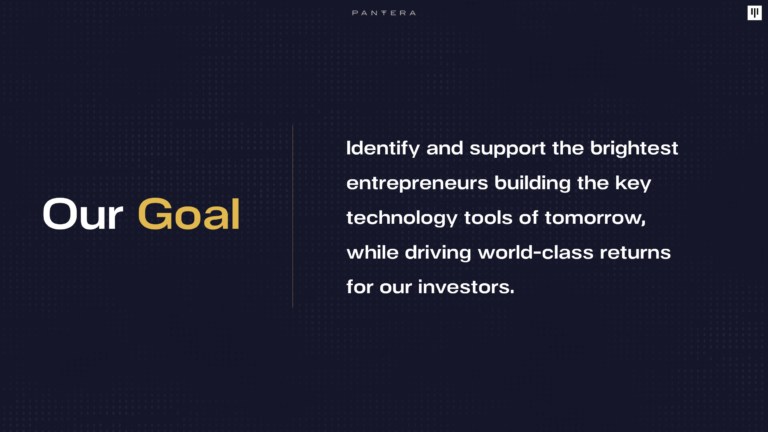 PANTERA
Our Goal
Identify and support the brightest
entrepreneurs building the key
technology tools of tomorrow,
while driving world-class returns
for our investors.